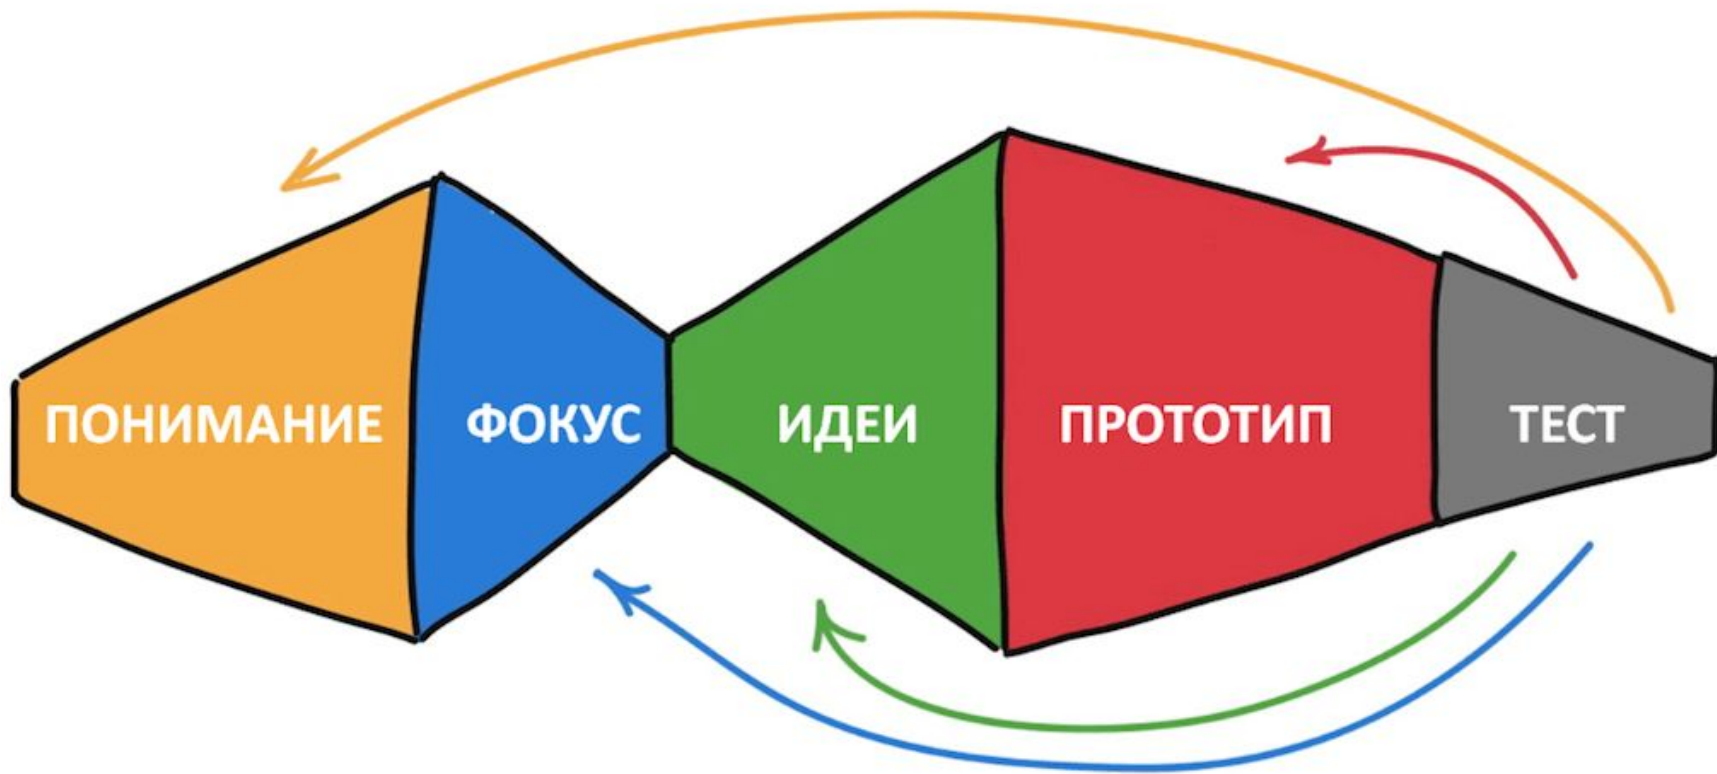 ПОНИМАНИЕ
ФОКУС
ИДЕИ
ПРОТОТИП
ТЕСТ